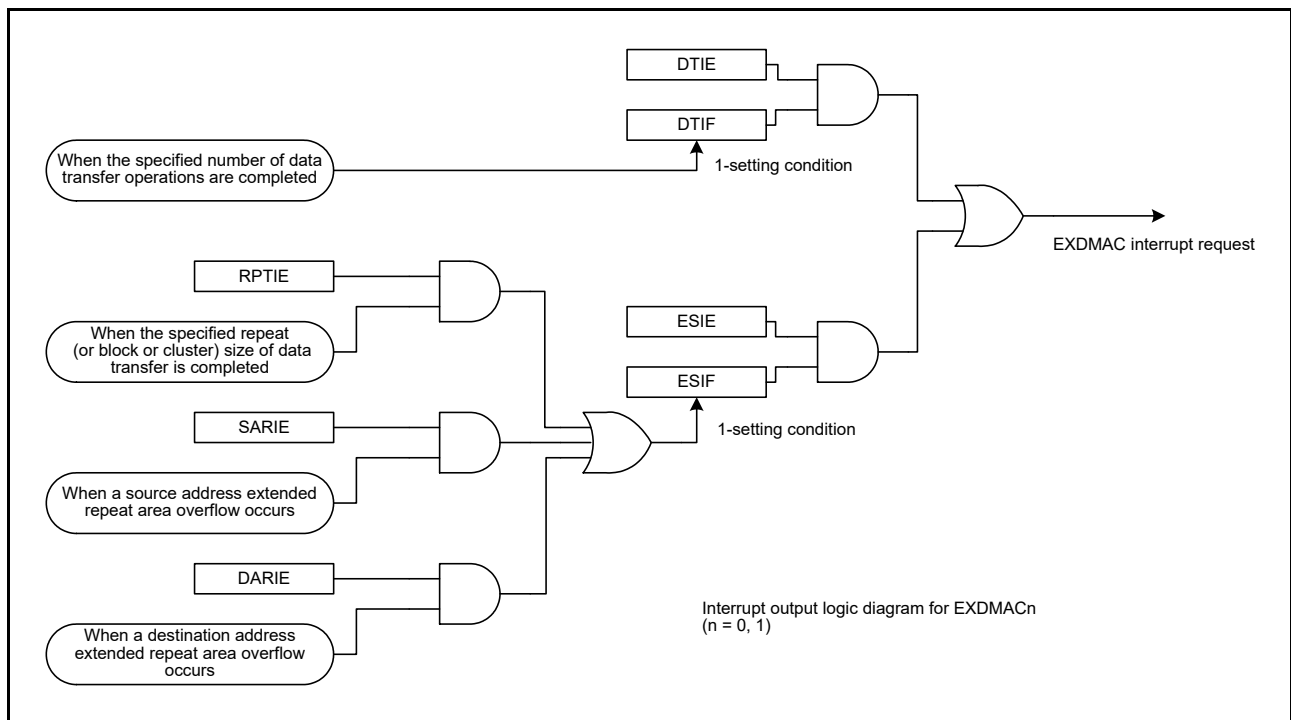 DTIE
DTIF
When the specified number of data
transfer operations are completed
1-setting condition
EXDMAC interrupt request
RPTIE
When the specified repeat
(or block or cluster) size of data
transfer is completed
ESIE
ESIF
1-setting condition
SARIE
When a source address extended
repeat area overflow occurs
DARIE
When a destination address
extended repeat area overflow
occurs
Interrupt output logic diagram for EXDMACn
(n = 0, 1)